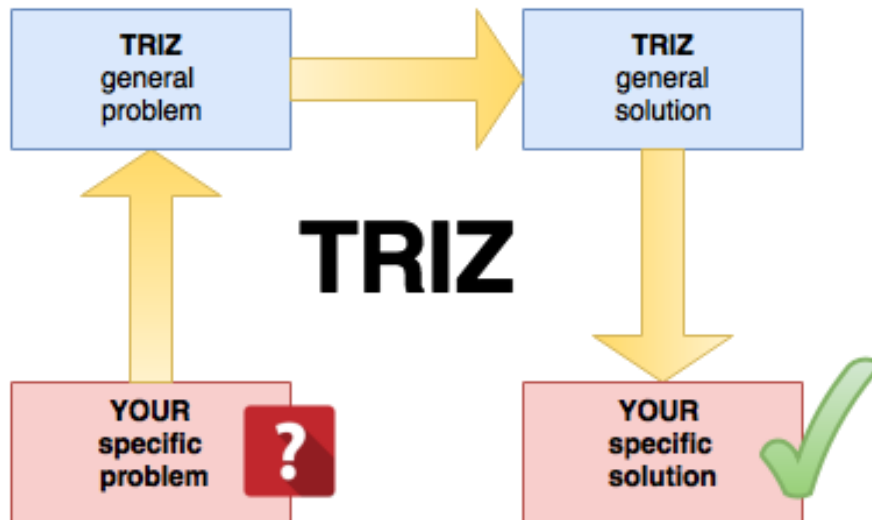 TRIZ
general
problem
TRIZ
general
solution
TRIZ
YOUR
specific
problem
?
YOUR
specific
solution